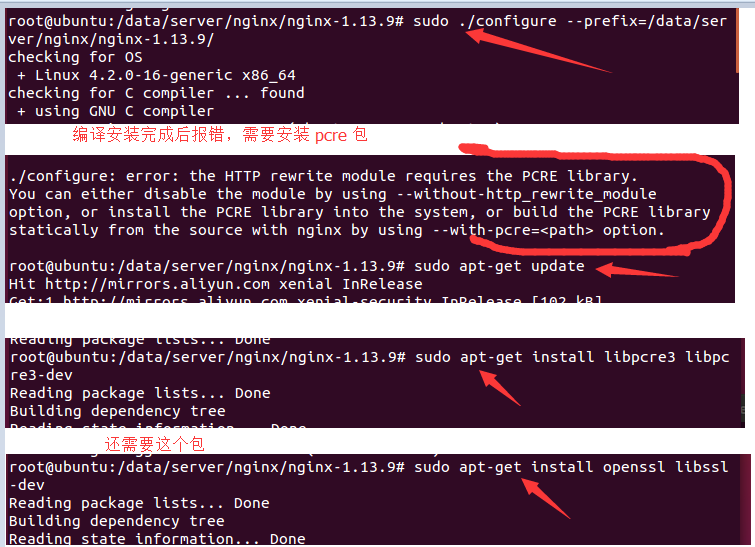 root@ubuntu:/data/server/nginx/nginx-1.13.9# sudo ./configure --prefix=/data/ser
ver/nginx/nginx-1.13.9/
checking for OS
+ Linux 4.2.0-16-generic x86_64
checking for C compiler ... found
+ using GNU C compiler
编译安装完成后报错，需要安装 pcre 包
./configure: error: the HTTP rewrite module requires the PCRE library.
You can either disable the module by using --without-http_rewrite_module
option, or install the PCRE library into the system, or build the PCRE library
statically from the source with nginx by using --with-pcre=<path> option.
root@ubuntu:/data/server/nginx/nginx-1.13.9# sudo apt-get update
Hit http://mirrors.aliyun.com xenial InRelease
Get:1 http://mirrors.aliyun.com xenial-security InRelease [102 kB]
Reading package lists... Done
root@ubuntu:/data/server/nginx/nginx-1.13.9# sudo apt-get install libpcre3 libpc
re3-dev
Reading package lists... Done
Building dependency tree
Reading state information... Done
还需要这个包
root@ubuntu:/data/server/nginx/nginx-1.13.9# sudo apt-get install openssl libssl
-dev
Reading package lists... Done
Building dependency tree
Reading state information... Done